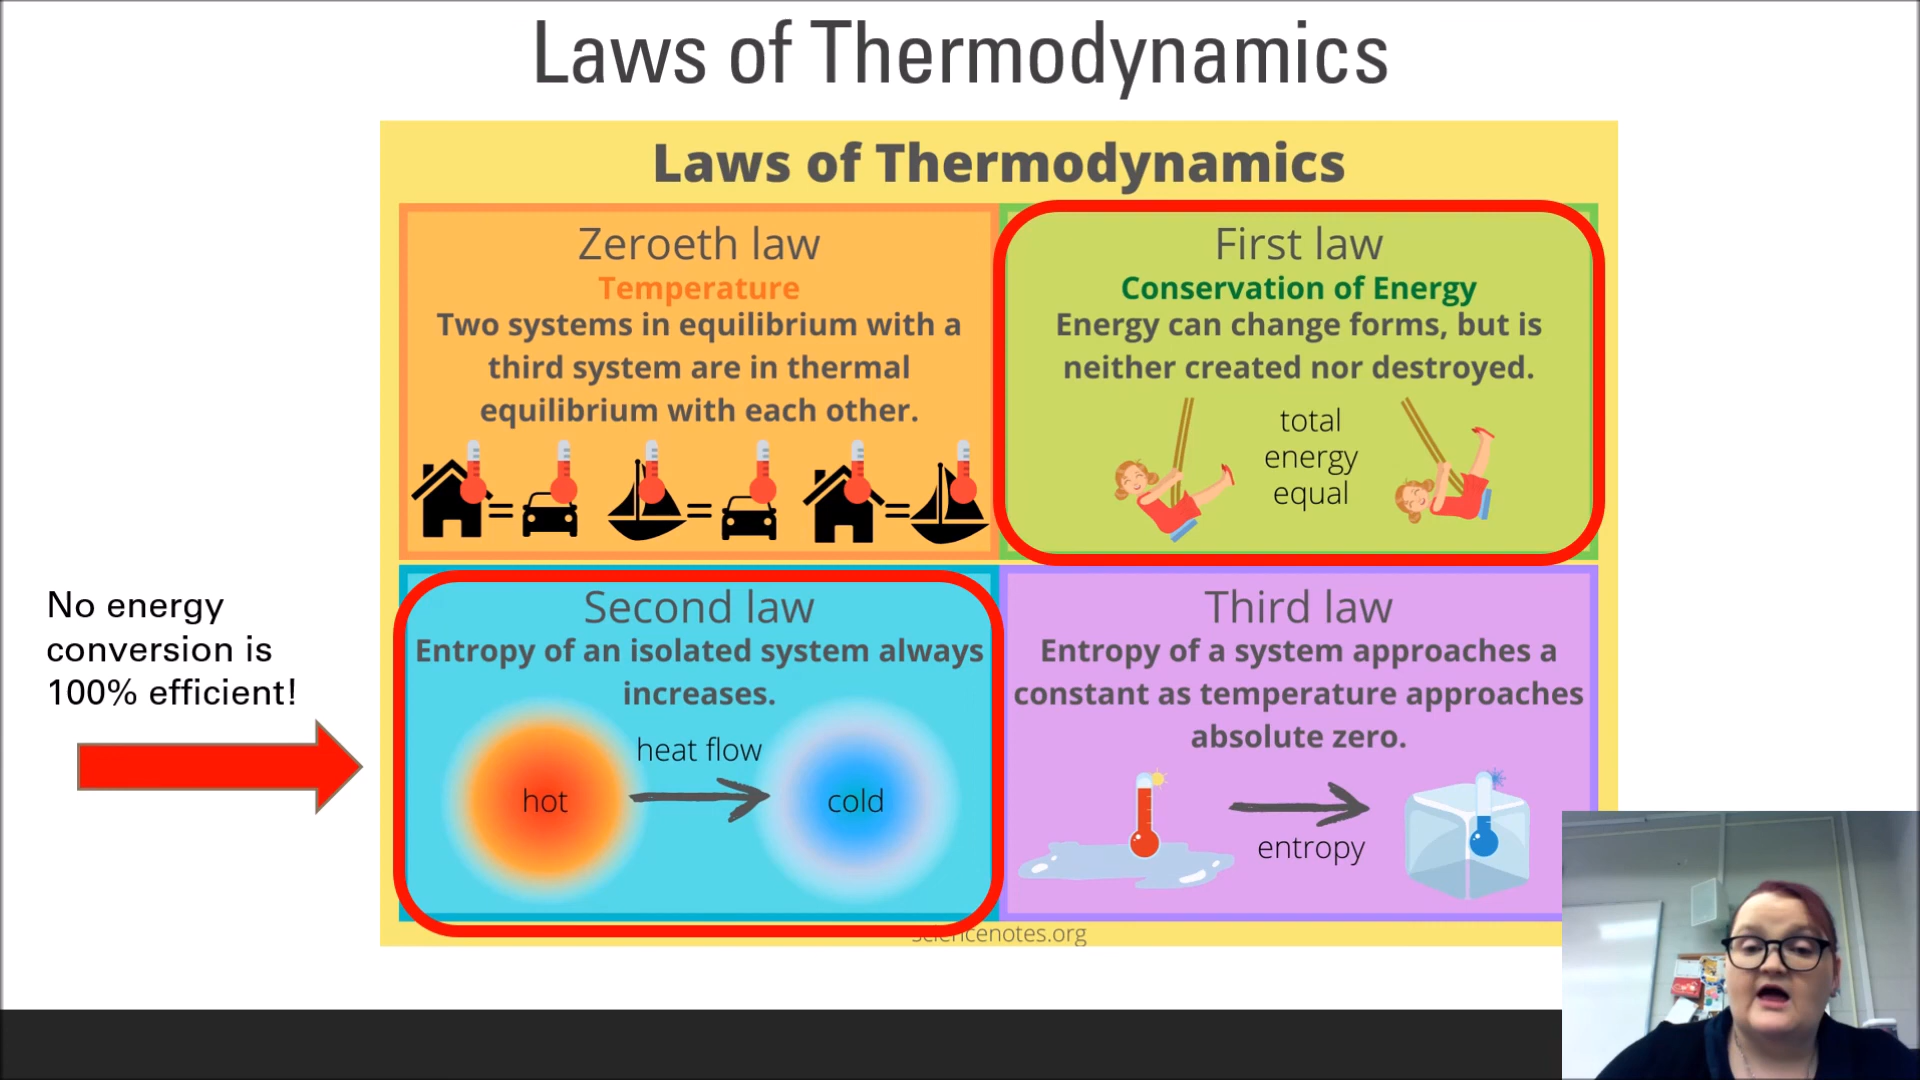 Laws of Thermodynamics
Laws of Thermodynamics
Zeroeth law
Temperature
Two systems in equilibrium with a
third system are in thermal
equilibrium with each other.
=
=
=
First law
Conservation of Energy
Energy can change forms, but is
neither created nor destroyed.
total
energy
equal
No energy
conversion is
100% efficient!
Second law
Entropy of an isolated system always
increases.
heat flow
hot
cold
Third law
Entropy of a system approaches a
constant as temperature approaches
absolute zero.
entropy
sciencenotes.org